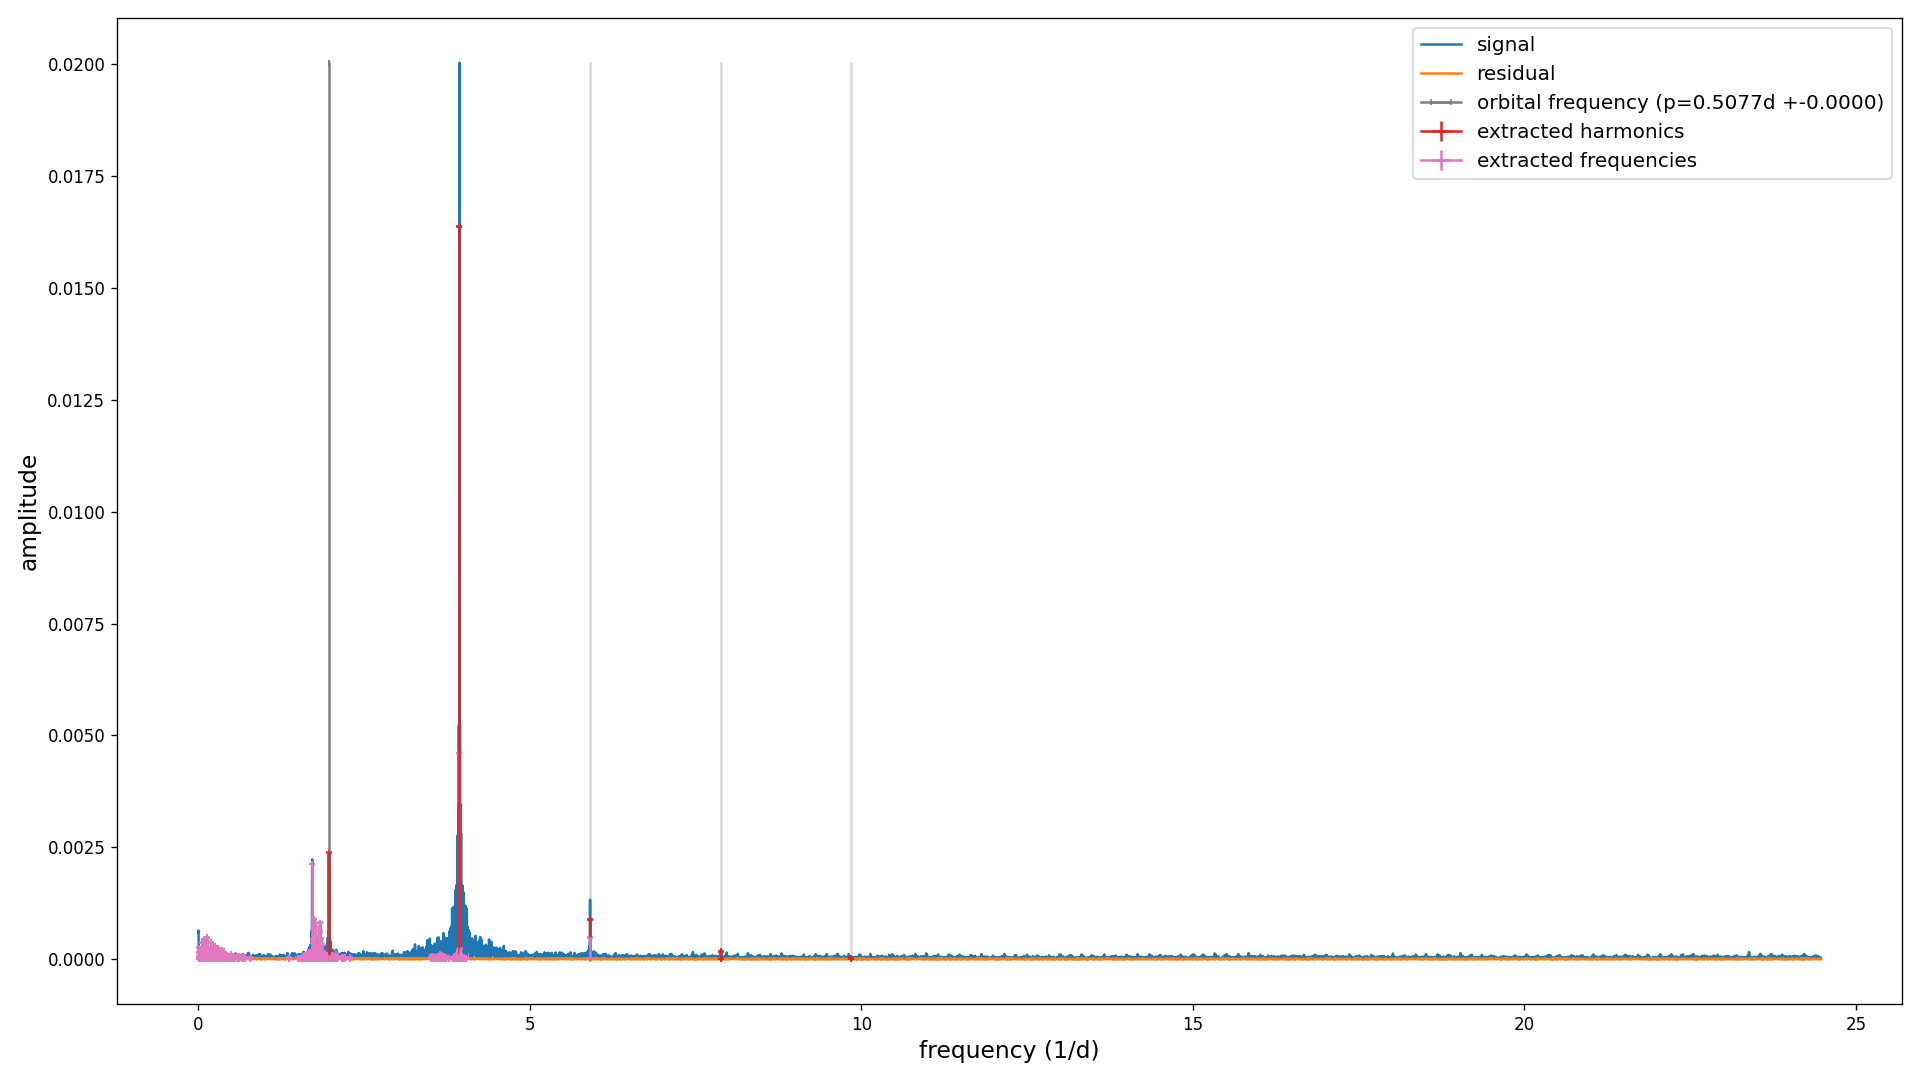 signal
residual
orbital frequency (p=0.5077d +-0.0000)
extracted harmonics
extracted frequencies
0.0200
0.0175
0.0150
0.0125
0.0100
0.0075
0.0050
0.0025
0.0000
amplitude
0 5 10 15 20 25
frequency (1/d)